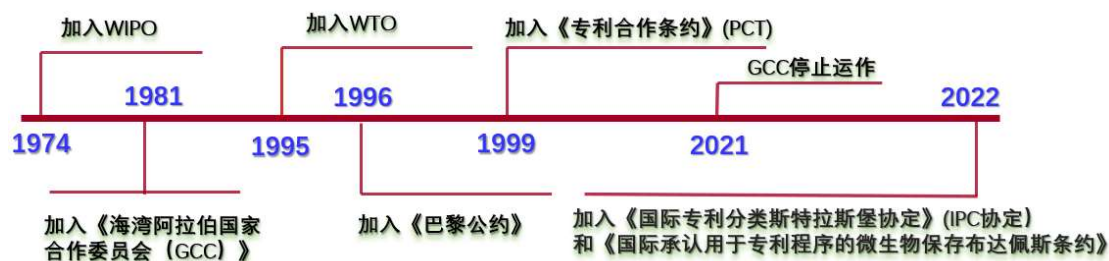 加入WIPO
加入WTO
加入《专利合作条约》(PCT)
GCC停止运作
1981
1996
2022
1974
1995
1999
2021
加入《海湾阿拉伯国家
合作委员会（GCC）》
加入《巴黎公约》
加入《国际专利分类斯特拉斯堡协定》(IPC协定）
和《国际承认用于专利程序的微生物保存布达佩斯条约》